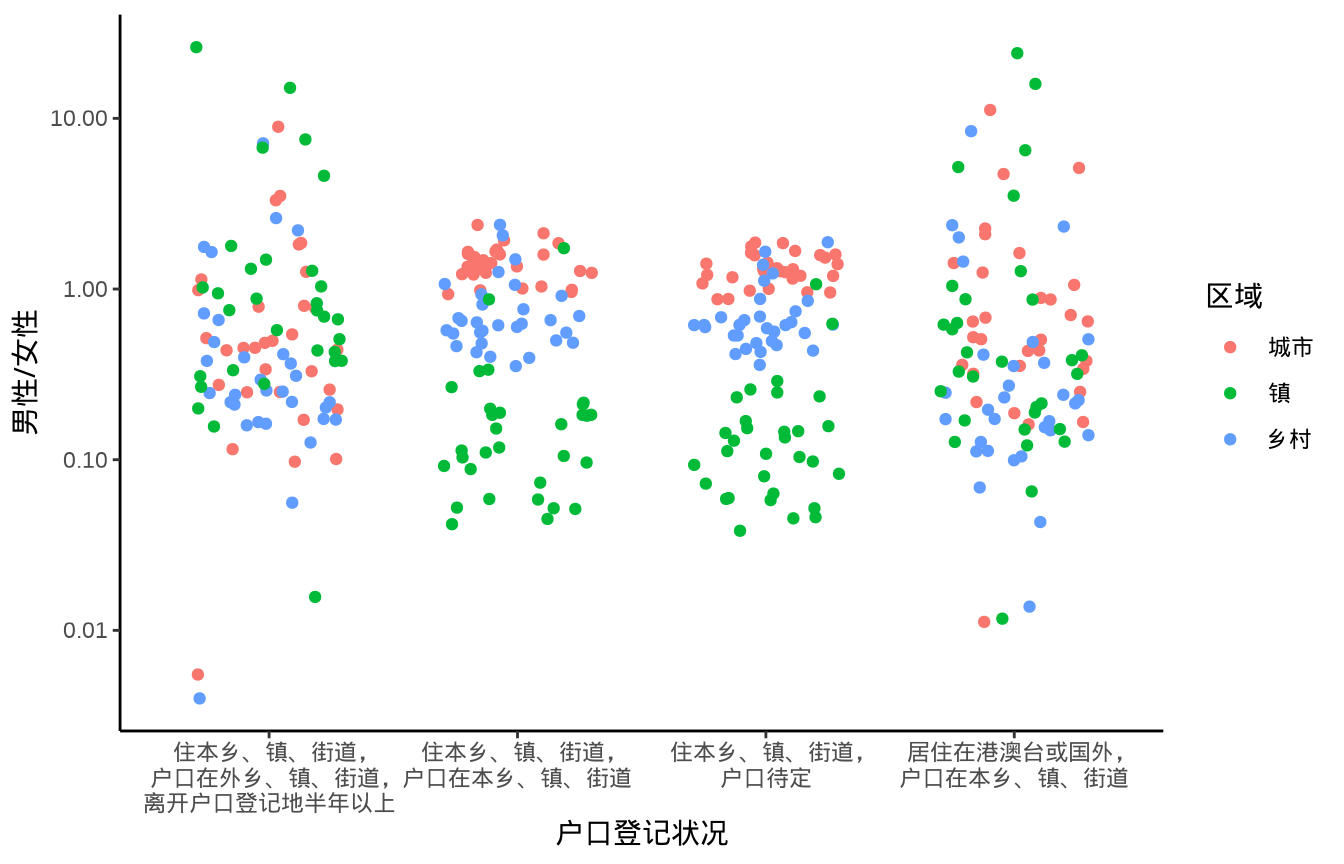 男性/女性
10.00
1.00
0.10
0.01
住本乡、镇、街道，
户口在外乡、镇、街道，
离开户口登记地半年以上
住本乡、镇、街道，
户口在本乡、镇、街道
住本乡、镇、街道，
户口待定
居住在港澳台或国外，
户口在本乡、镇、街道
户口登记状况
区域
城市
镇
乡村